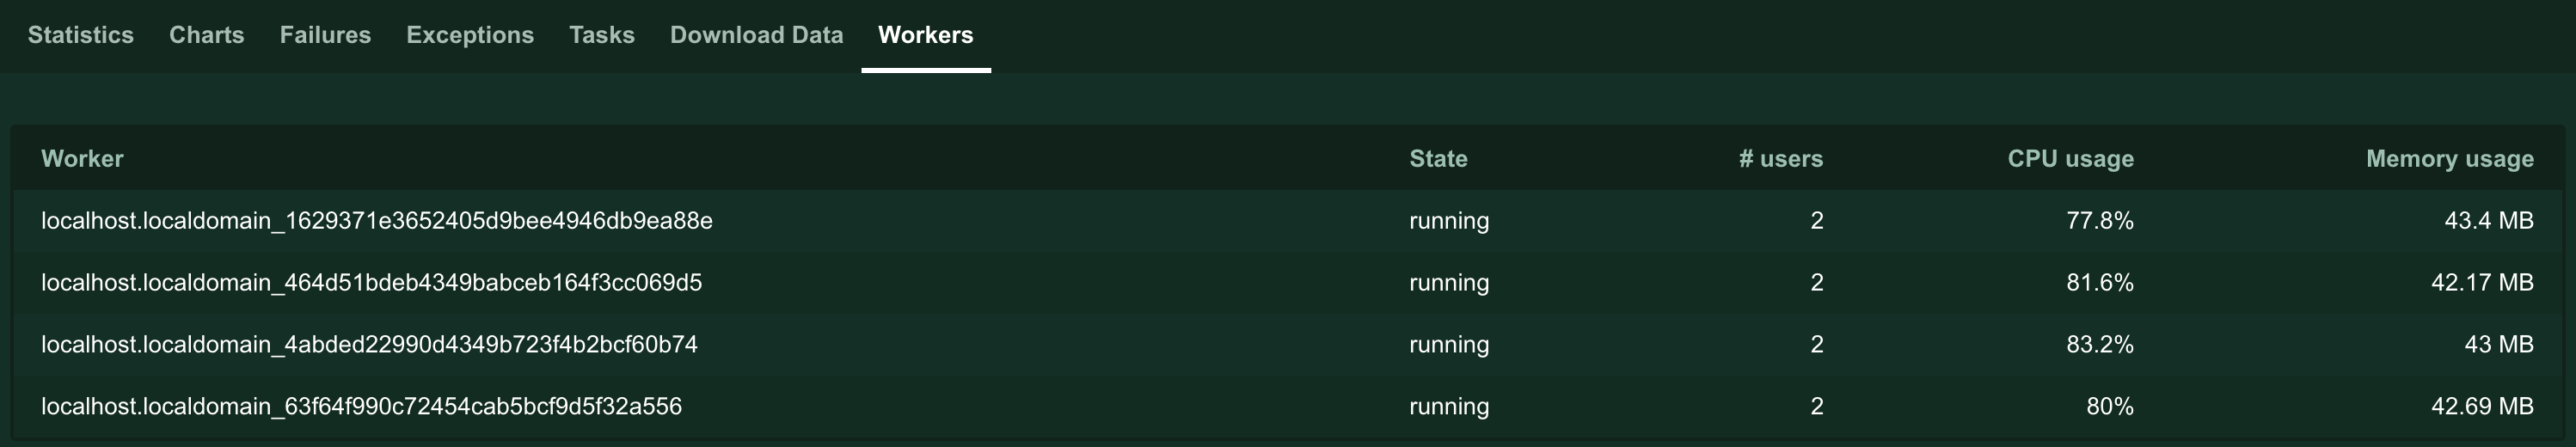 Statistics Charts Failures Exceptions Tasks Download Data Workers
Worker State # users CPU usage Memory usage
localhost.localdomain_1629371e3652405d9bee4946db9ea88e running 2 77.8% 43.4 MB
localhost.localdomain_464d51bdeb4349babceb164f3cc069d5 running 2 81.6% 42.17 MB
localhost.localdomain_4abded22990d4349b723f4b2bcf60b74 running 2 83.2% 43 MB
localhost.localdomain_63f64f990c72454cab5bcf9d5f32a556 running 2 80% 42.69 MB